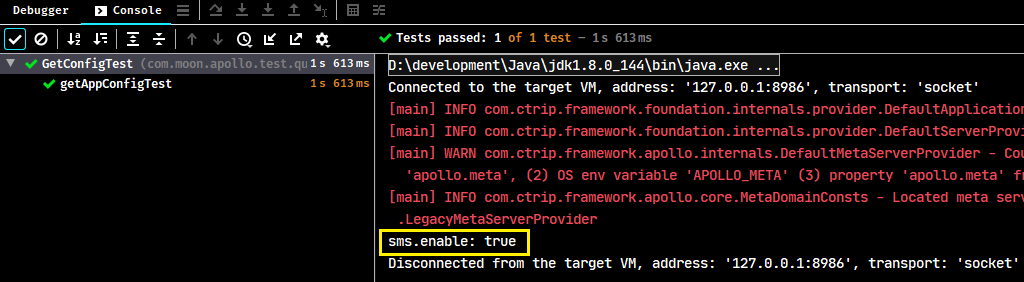 Debugger Console
Tests passed: 1 of 1 test – 1 s 613 ms
GetConfigTest (com.moon.apollo.test.qu 1 s 613 ms
getAppConfigTest 1 s 613 ms
D:\development\Java\jdk1.8.0_144\bin\java.exe ...
Connected to the target VM, address: '127.0.0.1:8986', transport: 'socket'
[main] INFO com.ctrip.framework.foundation.internals.provider.DefaultApplication
[main] INFO com.ctrip.framework.foundation.internals.provider.DefaultServerProvi
[main] WARN com.ctrip.framework.apollo.internals.DefaultMetaServerProvider - Cou
'apollo.meta', (2) OS env variable 'APOLLO_META' (3) property 'apollo.meta' fr
[main] INFO com.ctrip.framework.apollo.core.MetaDomainConsts - Located meta serv
.LegacyMetaServerProvider
sms.enable: true
Disconnected from the target VM, address: '127.0.0.1:8986', transport: 'socket'